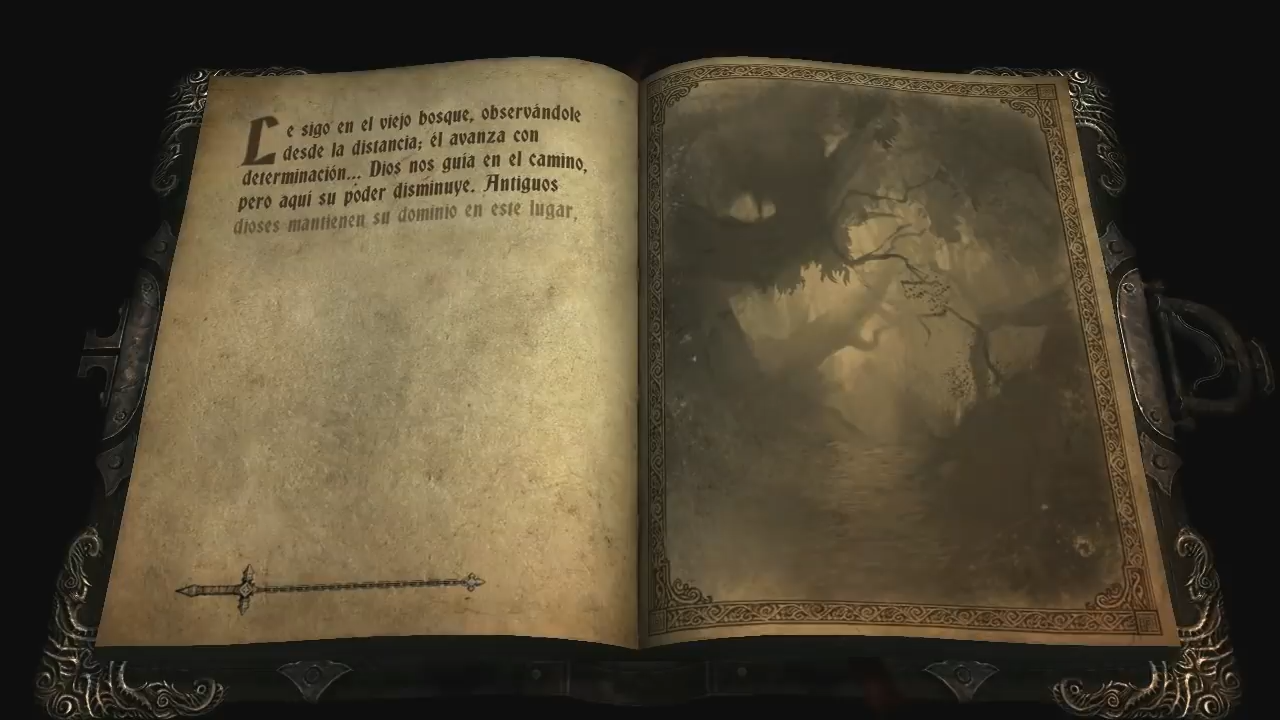 Le sigo en el viejo bosque, observándole
desde la distancia; él avanza con
determinación... Dios nos guía en el camino,
pero aquí su poder disminuye. Antiguos
dioses mantienen su dominio en este lugar,